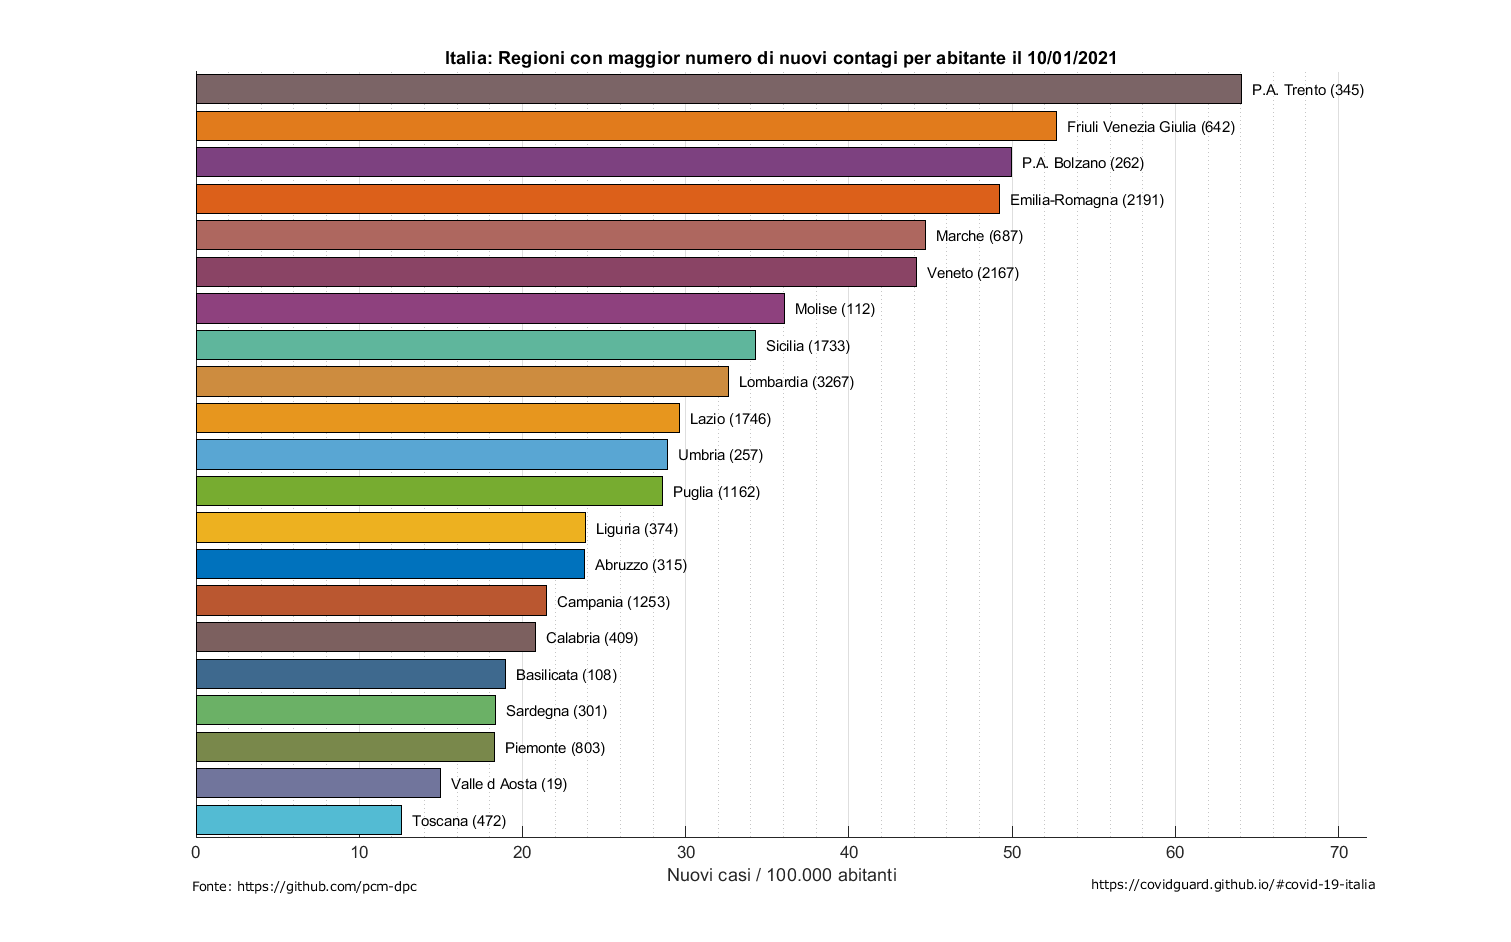 Italia: Regioni con maggior numero di nuovi contagi per abitante il 10/01/2021
P.A. Trento (345)
Friuli Venezia Giulia (642)
P.A. Bolzano (262)
Emilia-Romagna (2191)
Marche (687)
Veneto (2167)
Molise (112)
Sicilia (1733)
Lombardia (3267)
Lazio (1746)
Umbria (257)
Puglia (1162)
Liguria (374)
Abruzzo (315)
Campania (1253)
Calabria (409)
Basilicata (108)
Sardegna (301)
Piemonte (803)
Valle d Aosta (19)
Toscana (472)
0 10 20 30 40 50 60 70
Nuovi casi / 100.000 abitanti
Fonte: https://github.com/pcm-dpc
https://covidguard.github.io/#covid-19-italia